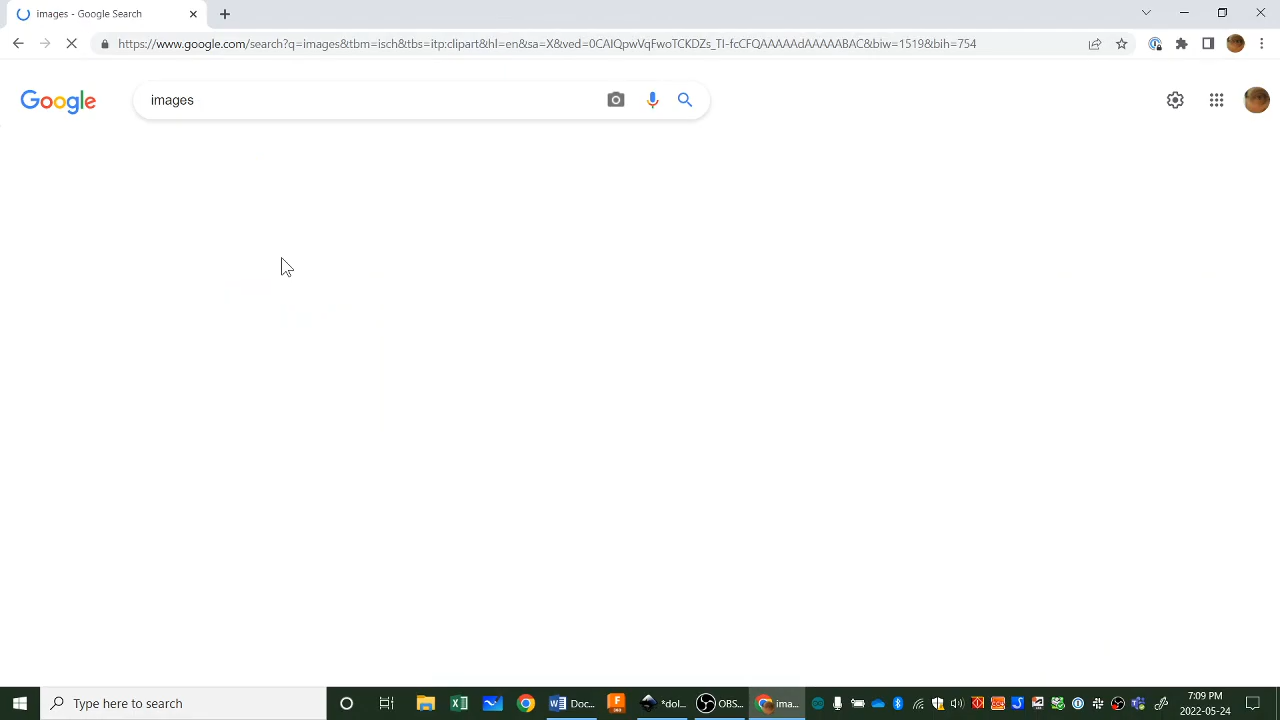 images - Google Search
https://www.google.com/search?q=images&tbm=isch&tbs=itp:clipart&hl=en&sa=X&ved=0CAIQpwVqFwoTCKDZs_TI-fcCFQAAAAAdAAAAABAC&biw=1519&bih=754
Google
images
Type here to search
Doc...
*dol...
OBS...
ima...
7:09 PM
2022-05-24